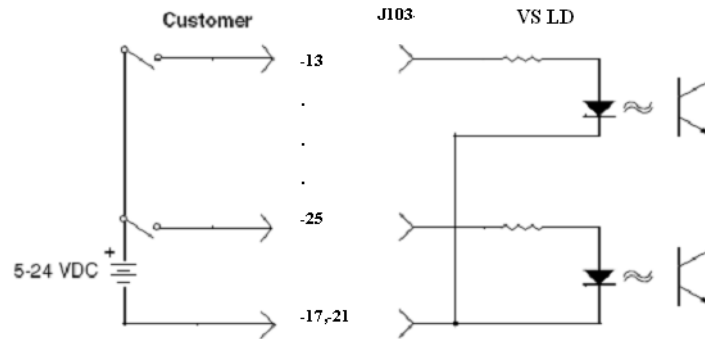 Customer
J103-
VS LD
-13
.
.
.
-25
+
5-24 VDC
-17,-21